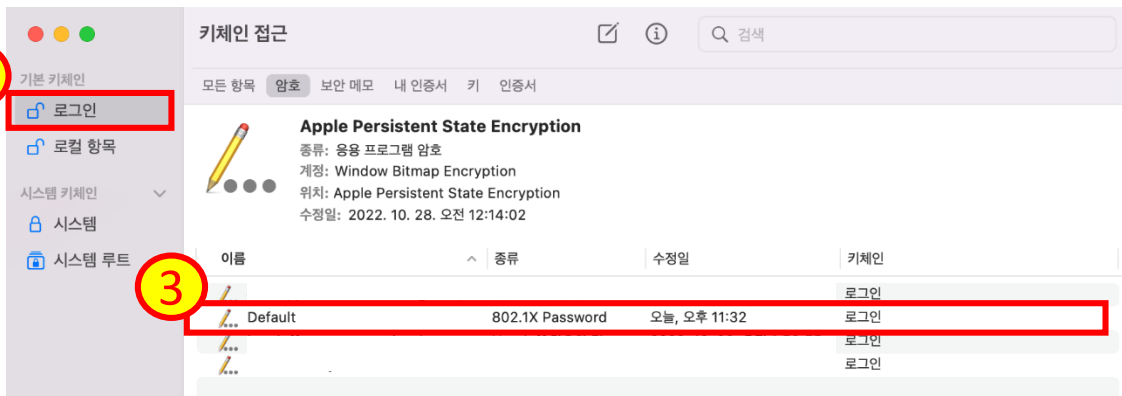 키체인 접근
검색
기본 키체인
로그인
로컬 항목
시스템 키체인
시스템
시스템 루트
모든 항목 암호 보안 메모 내 인증서 키 인증서
Apple Persistent State Encryption
종류: 응용 프로그램 암호
계정: Window Bitmap Encryption
위치: Apple Persistent State Encryption
수정일: 2022. 10. 28. 오전 12:14:02
이름 종류 수정일 키체인
로그인
3
Default 802.1X Password 오늘, 오후 11:32 로그인
로그인
로그인